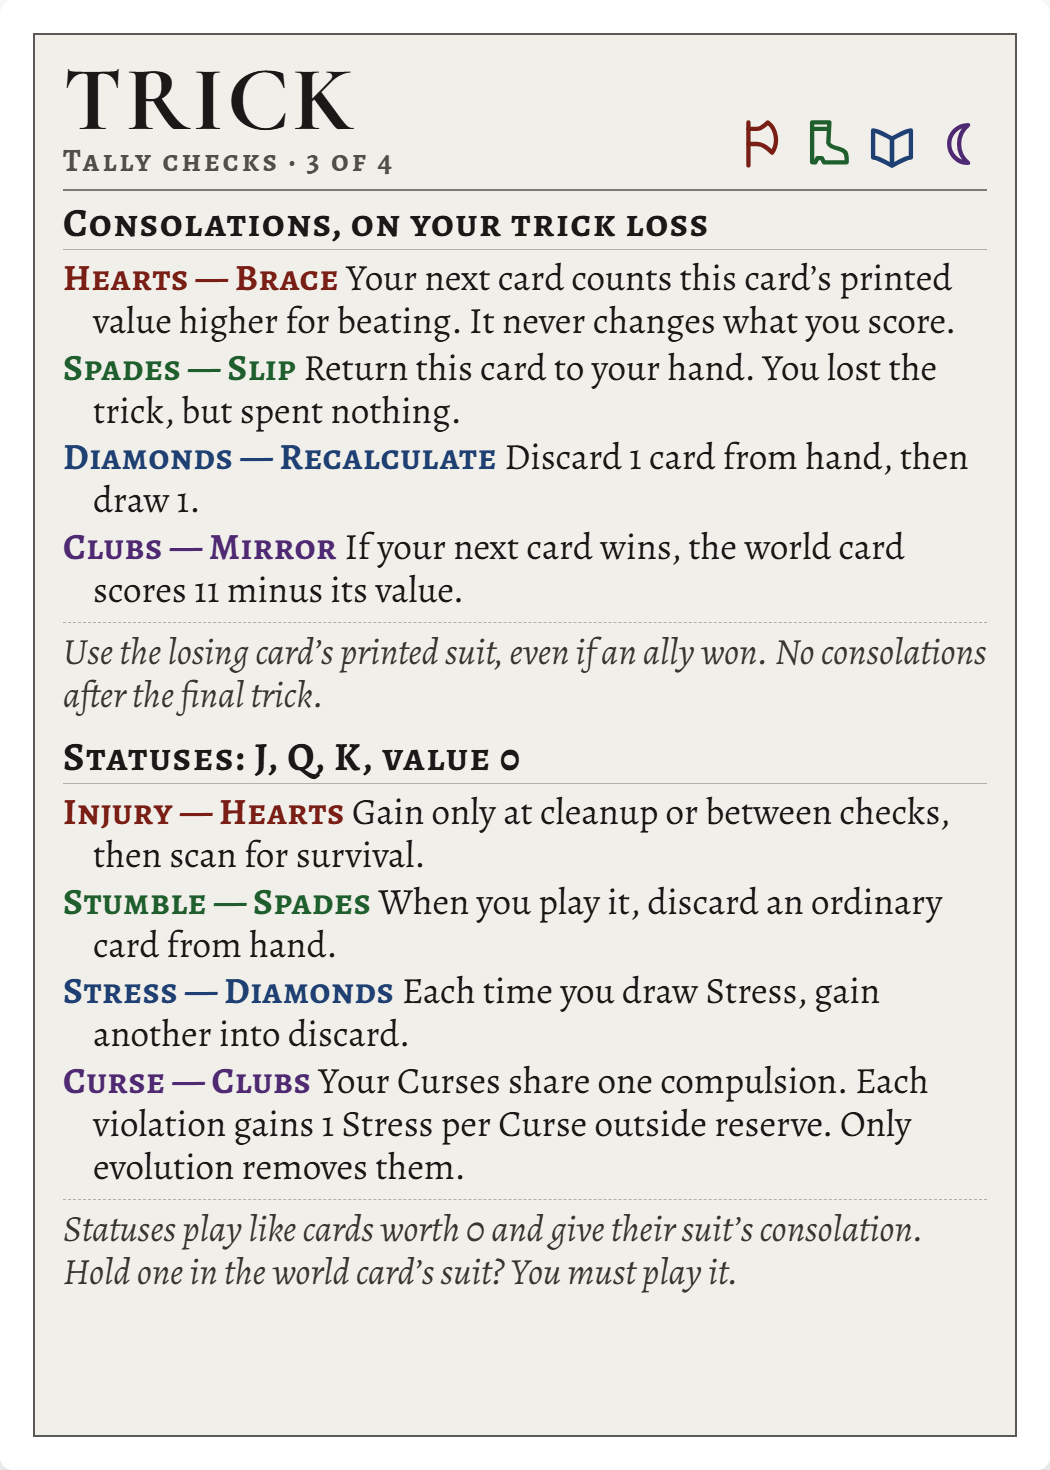 TRICK
Tally checks · 3 of 4
Consolations, on your trick loss
Hearts — Brace Your next card counts this card’s printed
value higher for beating. It never changes what you score.
Spades — Slip Return this card to your hand. You lost the
trick, but spent nothing.
Diamonds — Recalculate Discard 1 card from hand, then
draw 1.
Clubs — Mirror If your next card wins, the world card
scores 11 minus its value.
Use the losing card’s printed suit, even if an ally won. No consolations
after the final trick.
Statuses: J, Q, K, value 0
Injury — Hearts Gain only at cleanup or between checks,
then scan for survival.
Stumble — Spades When you play it, discard an ordinary
card from hand.
Stress — Diamonds Each time you draw Stress, gain
another into discard.
Curse — Clubs Your Curses share one compulsion. Each
violation gains 1 Stress per Curse outside reserve. Only
evolution removes them.
Statuses play like cards worth 0 and give their suit’s consolation.
Hold one in the world card’s suit? You must play it.